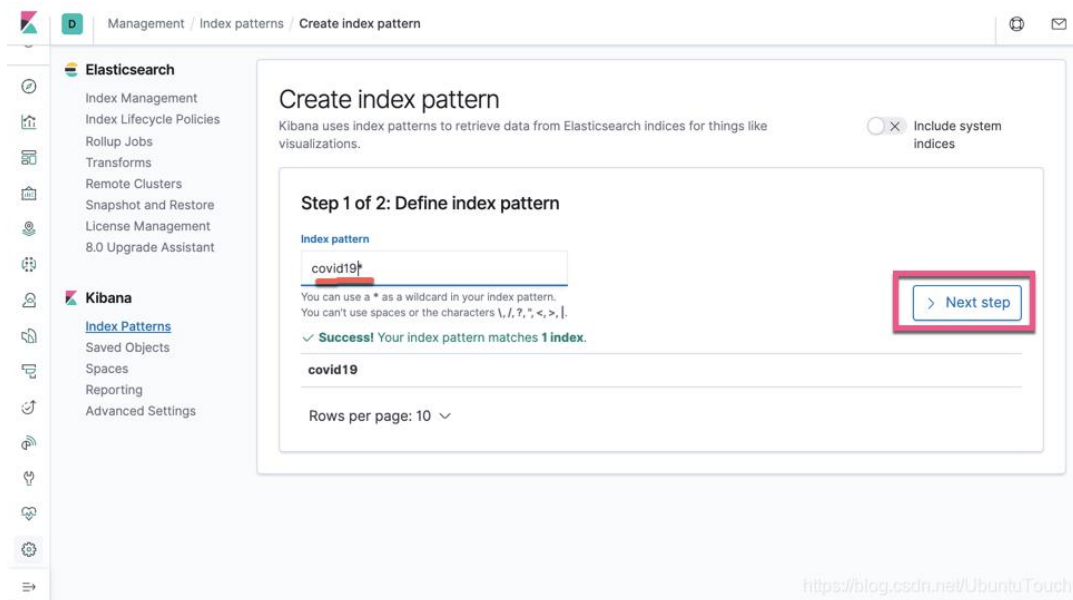 D Management / Index patterns / Create index pattern
Elasticsearch
Index Management
Index Lifecycle Policies
Rollup Jobs
Transforms
Remote Clusters
Snapshot and Restore
License Management
8.0 Upgrade Assistant
Kibana
Index Patterns
Saved Objects
Spaces
Reporting
Advanced Settings
Create index pattern
Kibana uses index patterns to retrieve data from Elasticsearch indices for things like
visualizations.
Include system
indices
Step 1 of 2: Define index pattern
Index pattern
covid19*
You can use a * as a wildcard in your index pattern.
You can't use spaces or the characters \, /, ?, ", <, >, |.
Next step
✓ Success! Your index pattern matches 1 index.
covid19
Rows per page: 10
https://blog.csdn.net/UbuntuTouch